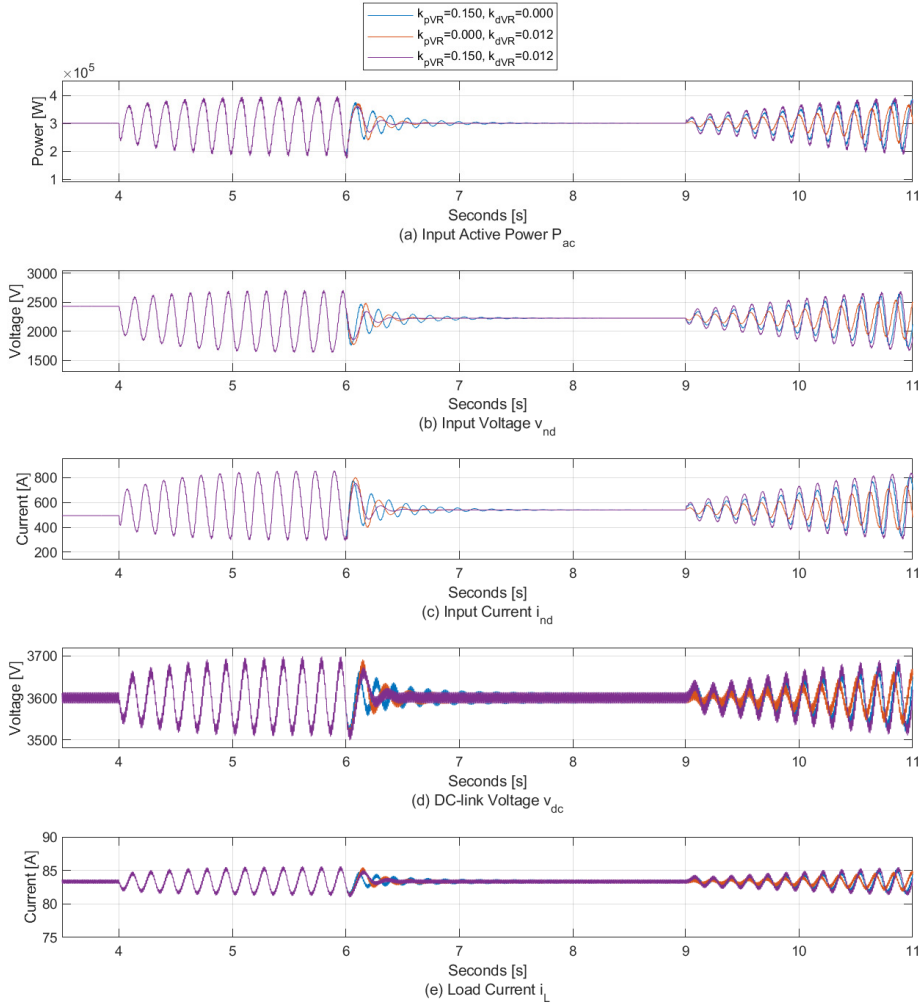 k_pVR=0.150, k_dVR=0.000
k_pVR=0.000, k_dVR=0.012
k_pVR=0.150, k_dVR=0.012
×10^5
Power [W]
4
3
2
1
4 5 6 7 8 9 10 11
Seconds [s]
(a) Input Active Power P_ac
Voltage [V]
3000
2500
2000
1500
4 5 6 7 8 9 10 11
Seconds [s]
(b) Input Voltage v_nd
Current [A]
800
600
400
200
4 5 6 7 8 9 10 11
Seconds [s]
(c) Input Current i_nd
Voltage [V]
3700
3600
3500
4 5 6 7 8 9 10 11
Seconds [s]
(d) DC-link Voltage v_dc
Current [A]
90
85
80
75
4 5 6 7 8 9 10 11
Seconds [s]
(e) Load Current i_L